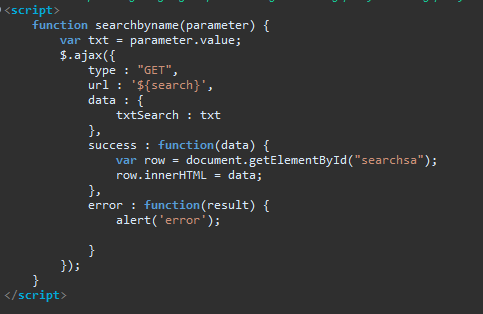 <script>
function searchbyname(parameter) {
var txt = parameter.value;
$.ajax({
type : "GET",
url : '${search}',
data : {
txtSearch : txt
},
success : function(data) {
var row = document.getElementById("searchsa");
row.innerHTML = data;
},
error : function(result) {
alert('error');
}
});
}
</script>